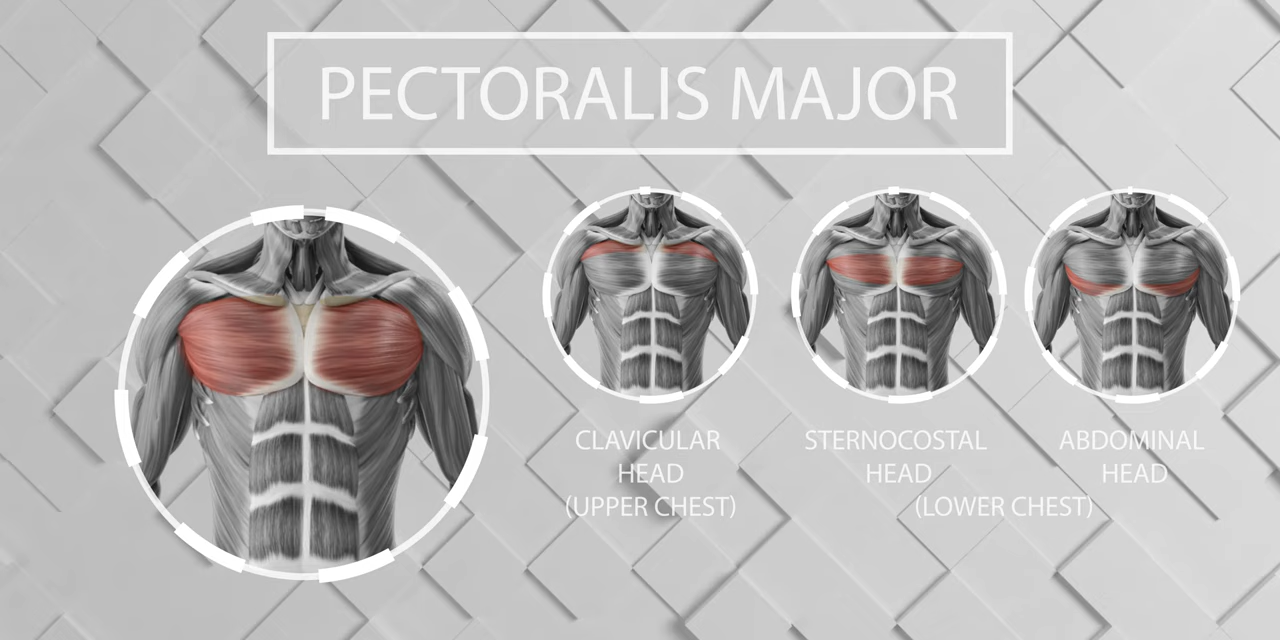 PECTORALIS MAJOR
CLAVICULAR
HEAD
(UPPER CHEST)
STERNOCOSTAL
HEAD
ABDOMINAL
HEAD
(LOWER CHEST)